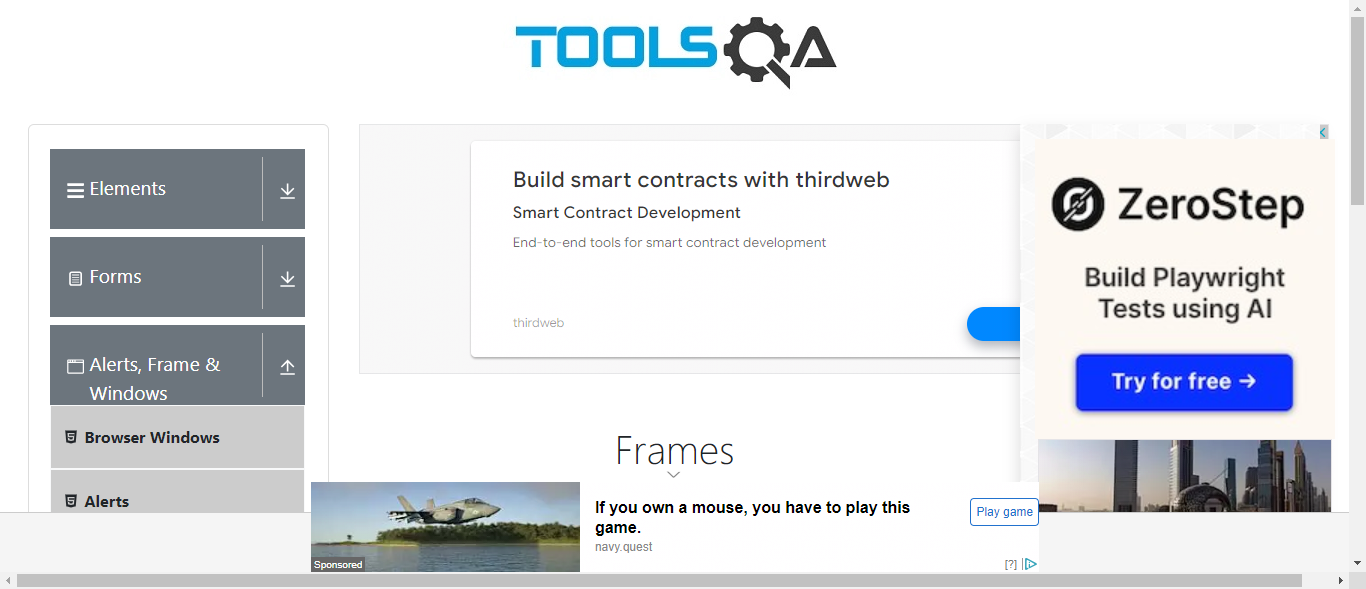 TOOLSQA
Elements
Forms
Alerts, Frame &
Windows
Browser Windows
Alerts
Build smart contracts with thirdweb
Smart Contract Development
End-to-end tools for smart contract development
thirdweb
ZeroStep
Build Playwright
Tests using AI
Try for free →
Frames
If you own a mouse, you have to play this
game.
navy.quest
Play game
Sponsored
[?]